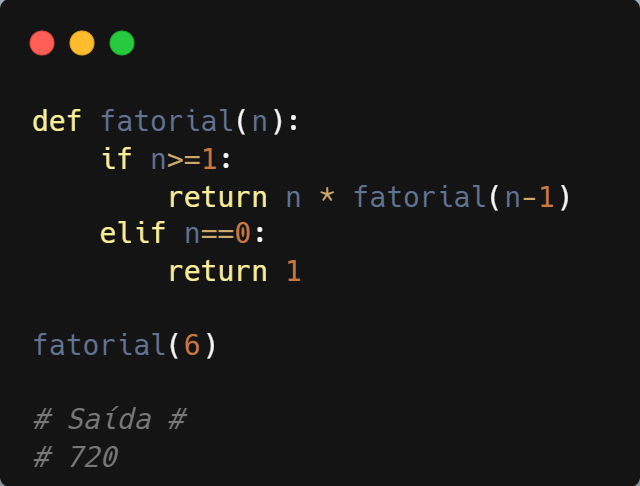 def fatorial(n):
    if n>=1:
        return n * fatorial(n-1)
    elif n==0:
        return 1

fatorial(6)

# Saída #
# 720